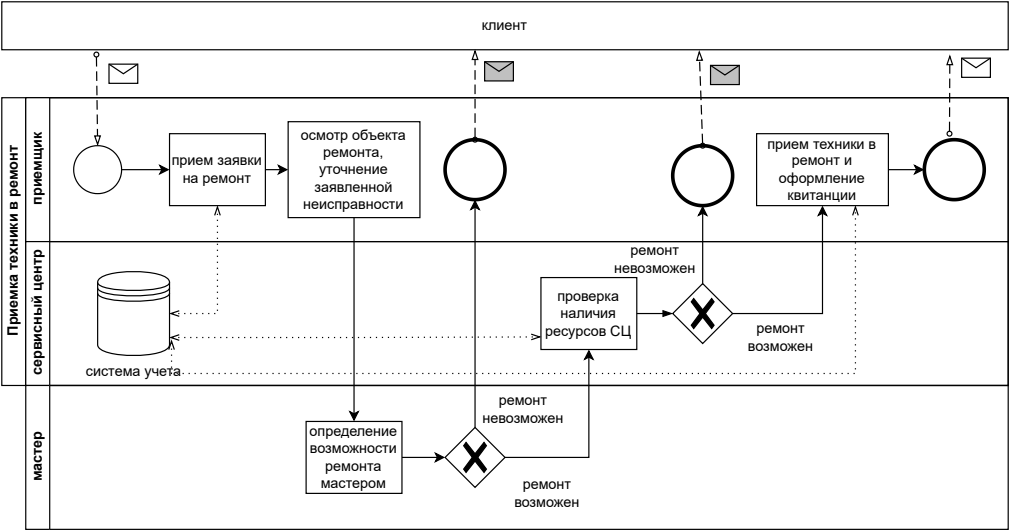 клиент
Приемка техники в ремонт
приемщик
прием заявки
на ремонт
осмотр объекта
ремонта,
уточнение
заявленной
неисправности
прием техники в
ремонт и
оформление
квитанции
сервисный центр
система учета
проверка
наличия
ресурсов СЦ
ремонт
невозможен
ремонт
возможен
мастер
определение
возможности
ремонта
мастером
ремонт
невозможен
ремонт
возможен